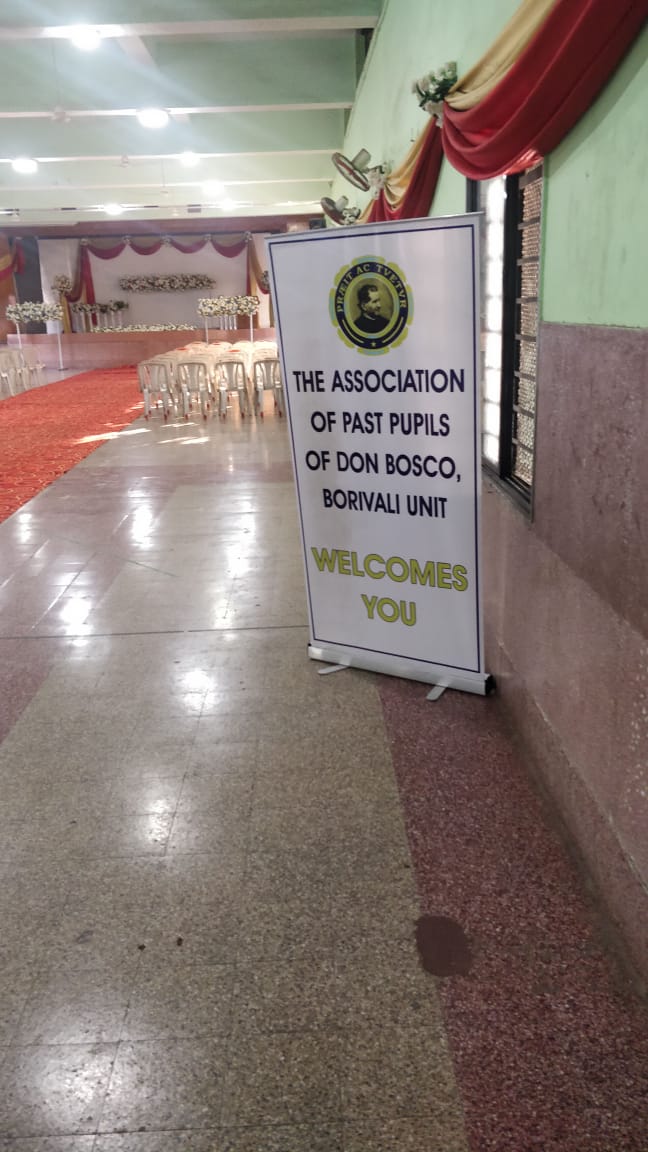 PRÆIT AC TVETVR
THE ASSOCIATION
OF PAST PUPILS
OF DON BOSCO,
BORIVALI UNIT
WELCOMES
YOU